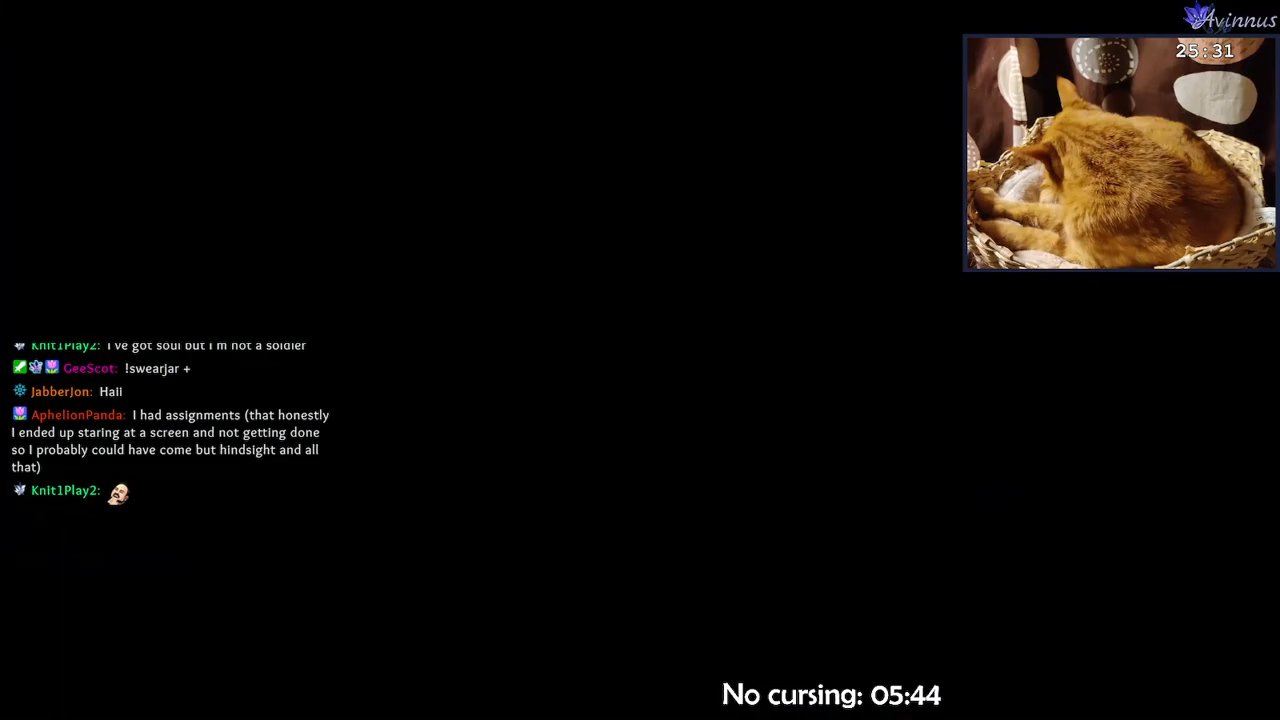 Avinnus
25:31
Knit1Play2: I've got soul but I'm not a soldier
GeeScot: !swearjar +
JabberJon: Haii
AphelionPanda: I had assignments (that honestly
I ended up staring at a screen and not getting done
so I probably could have come but hindsight and all
that)
Knit1Play2:
No cursing: 05:44